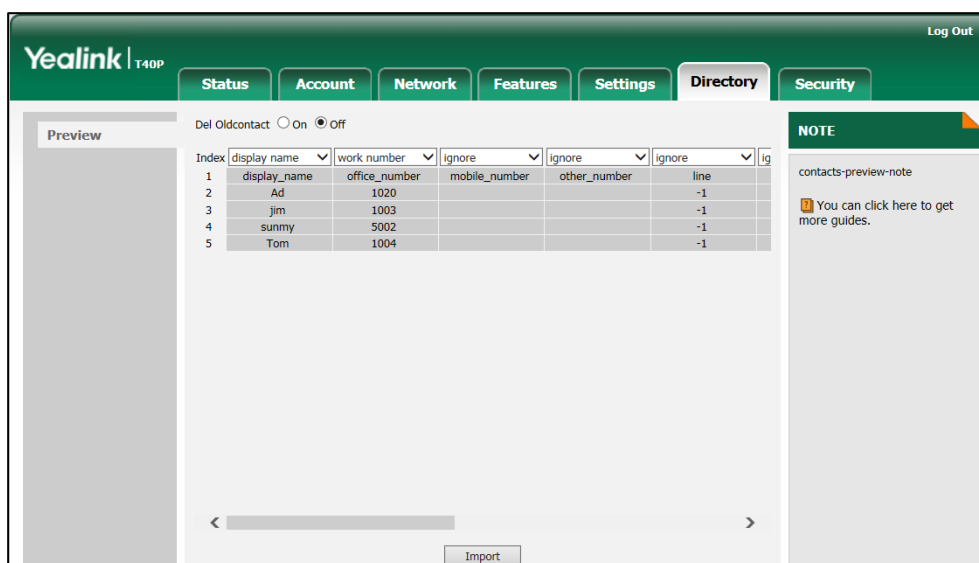 Log Out
Yealink T40P
Status Account Network Features Settings Directory Security
Preview
Del Oldcontact On Off
NOTE
Index display name work number ignore ignore ignore ig
1 display_name office_number mobile_number other_number line
2 Ad 1020 -1
3 jim 1003 -1
4 sunmy 5002 -1
5 Tom 1004 -1
contacts-preview-note
You can click here to get
more guides.
Import